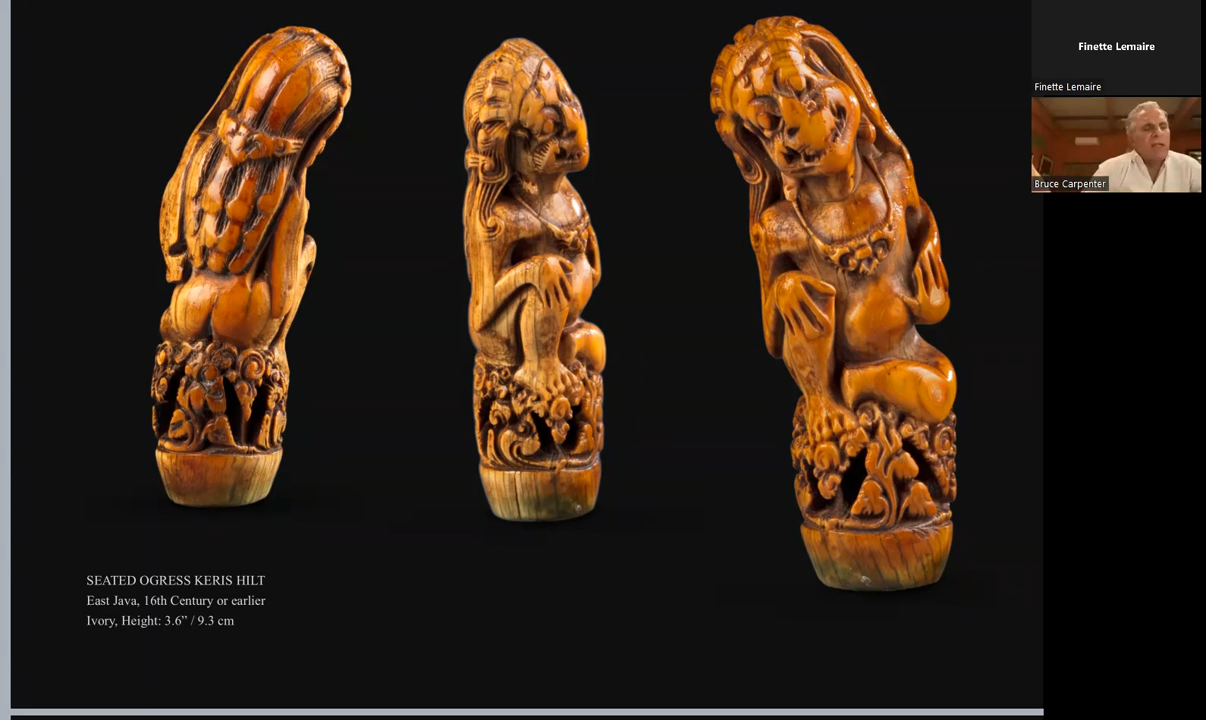 Finette Lemaire
Finette Lemaire
Bruce Carpenter
SEATED OGRESS KERIS HILT
East Java, 16th Century or earlier
Ivory, Height: 3.6” / 9.3 cm